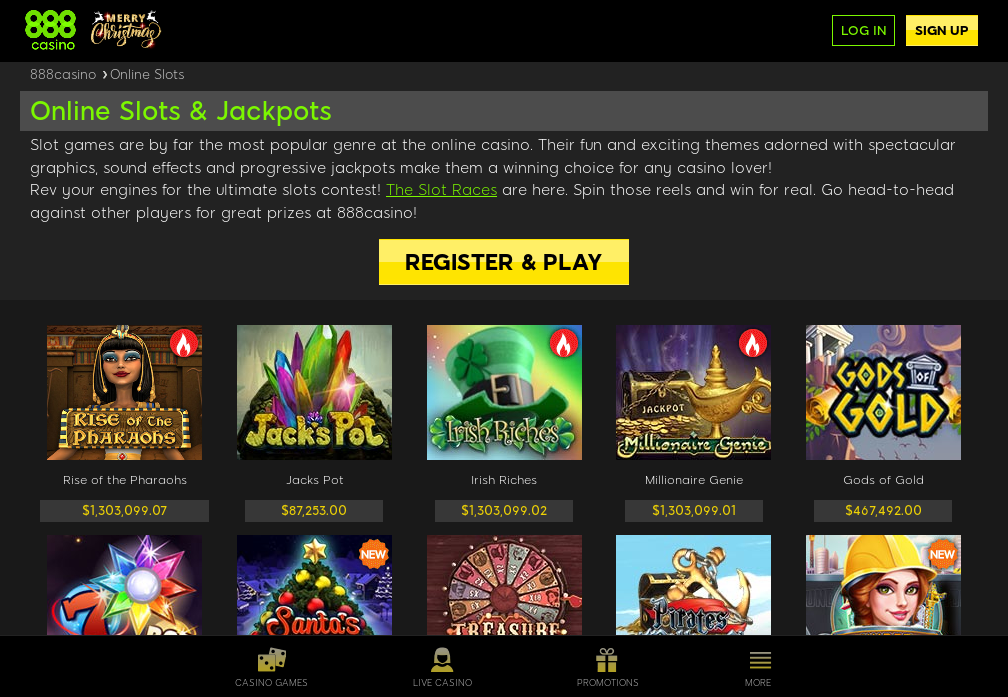 888
casino
MERRY
Christmas
LOG IN
SIGN UP
888casino › Online Slots
Online Slots & Jackpots
Slot games are by far the most popular genre at the online casino. Their fun and exciting themes adorned with spectacular
graphics, sound effects and progressive jackpots make them a winning choice for any casino lover!
Rev your engines for the ultimate slots contest! The Slot Races are here. Spin those reels and win for real. Go head-to-head
against other players for great prizes at 888casino!
REGISTER & PLAY
RISE OF THE
PHARAOHS
Jack's Pot
Irish Riches
JACKPOT
Millionaire Genie
GODS OF
GOLD
Rise of the Pharaohs
Jacks Pot
Irish Riches
Millionaire Genie
Gods of Gold
$1,303,099.07
$87,253.00
$1,303,099.02
$1,303,099.01
$467,492.00
7
NEW
Santa's
TREASURE
Pirates
NEW
CASINO GAMES
LIVE CASINO
PROMOTIONS
MORE